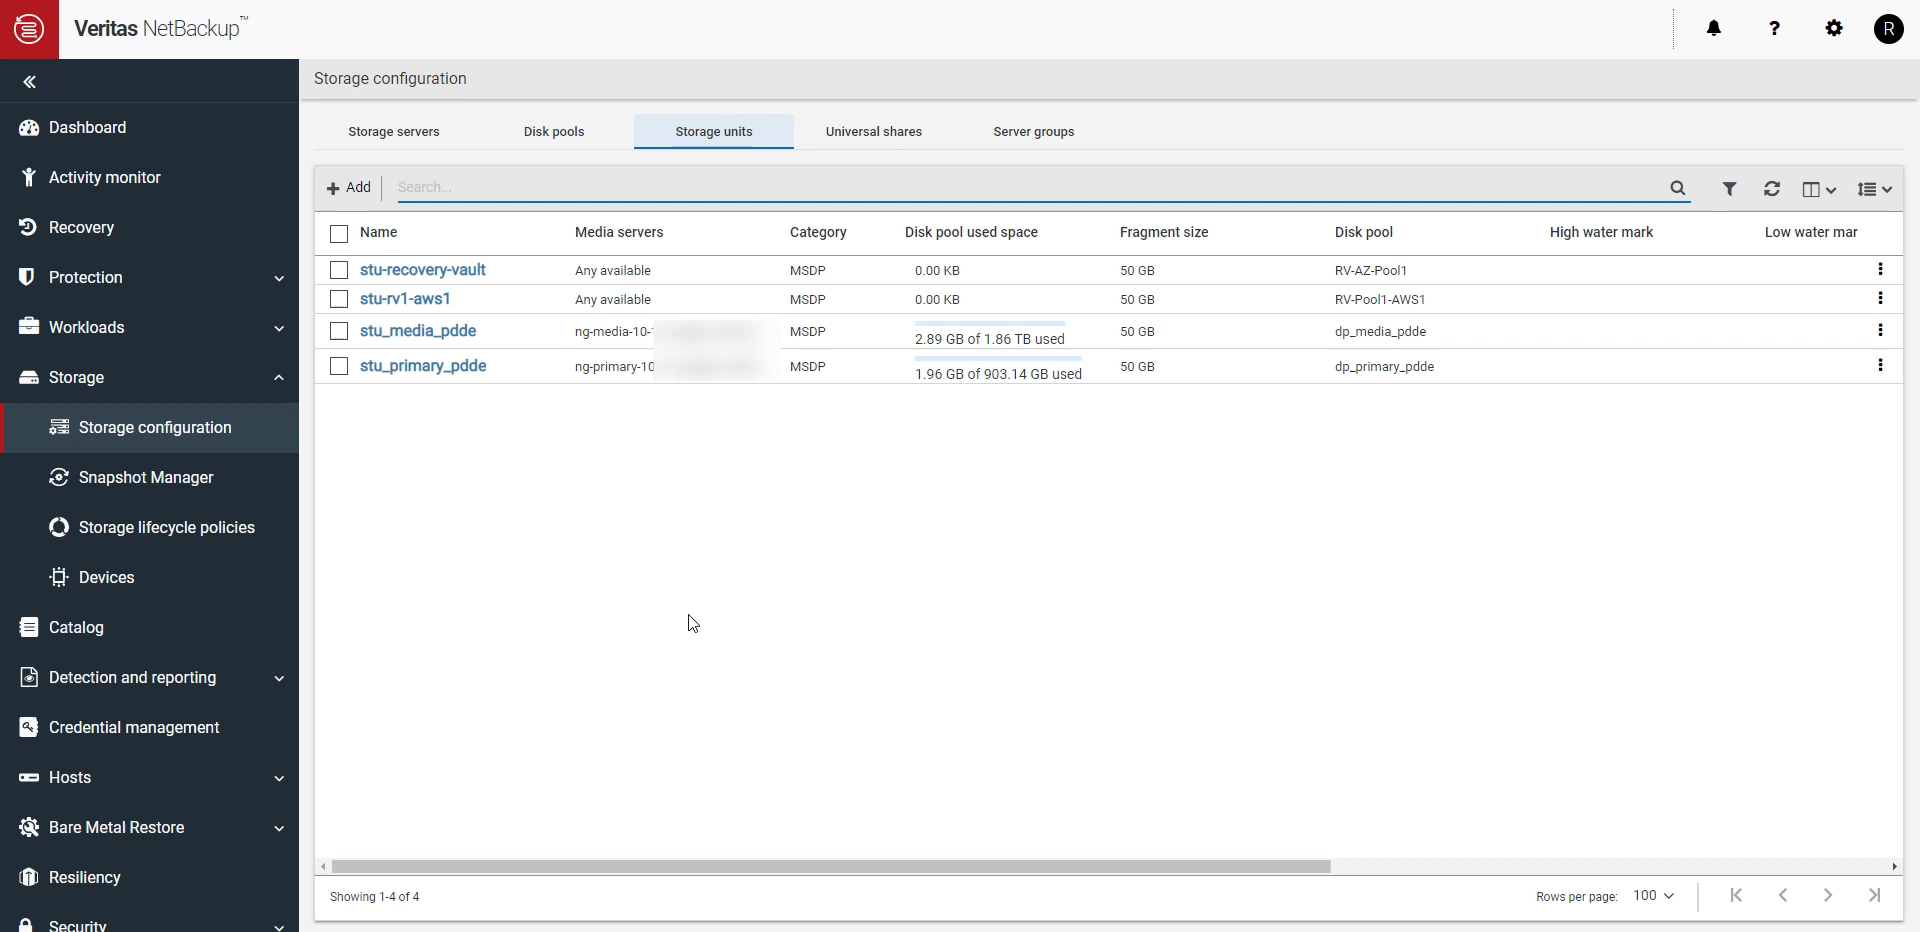 Veritas NetBackup™
R
Storage configuration
Dashboard
Activity monitor
Recovery
Protection
Workloads
Storage
Storage configuration
Snapshot Manager
Storage lifecycle policies
Devices
Catalog
Detection and reporting
Credential management
Hosts
Bare Metal Restore
Resiliency
Security
Storage servers Disk pools Storage units Universal shares Server groups
Add Search...
Name Media servers Category Disk pool used space Fragment size Disk pool High water mark Low water mar
stu-recovery-vault Any available MSDP 0.00 KB 50 GB RV-AZ-Pool1
stu-rv1-aws1 Any available MSDP 0.00 KB 50 GB RV-Pool1-AWS1
stu_media_pdde ng-media-10- MSDP 2.89 GB of 1.86 TB used 50 GB dp_media_pdde
stu_primary_pdde ng-primary-10 MSDP 1.96 GB of 903.14 GB used 50 GB dp_primary_pdde
Showing 1-4 of 4 Rows per page: 100